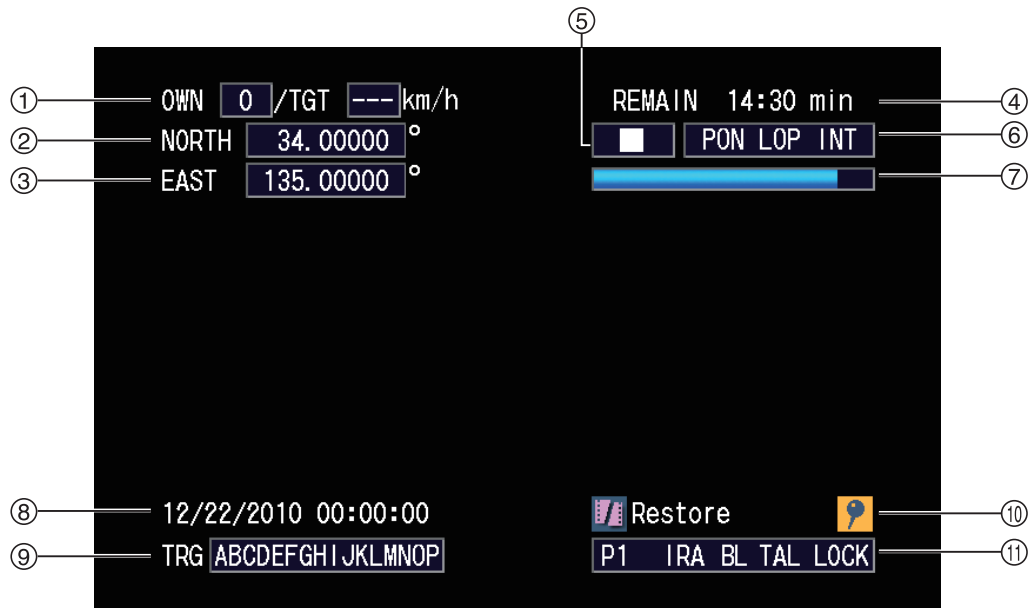 ⑤
① OWN 0 /TGT --- km/h REMAIN 14:30 min ④
② NORTH 34.00000° PON LOP INT ⑥
③ EAST 135.00000° ⑦
⑧ 12/22/2010 00:00:00 Restore ⑩
⑨ TRG ABCDEFGHIJKLMNOP P1 IRA BL TAL LOCK ⑪